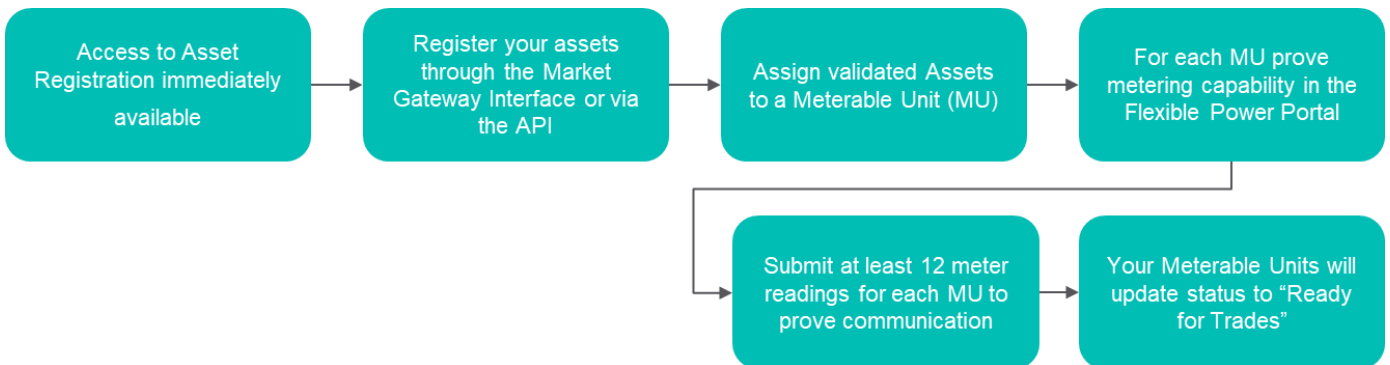 Access to Asset
Registration immediately
available
Register your assets
through the Market
Gateway Interface or via
the API
Assign validated Assets
to a Meterable Unit (MU)
For each MU prove
metering capability in the
Flexible Power Portal
Submit at least 12 meter
readings for each MU to
prove communication
Your Meterable Units will
update status to “Ready
for Trades”